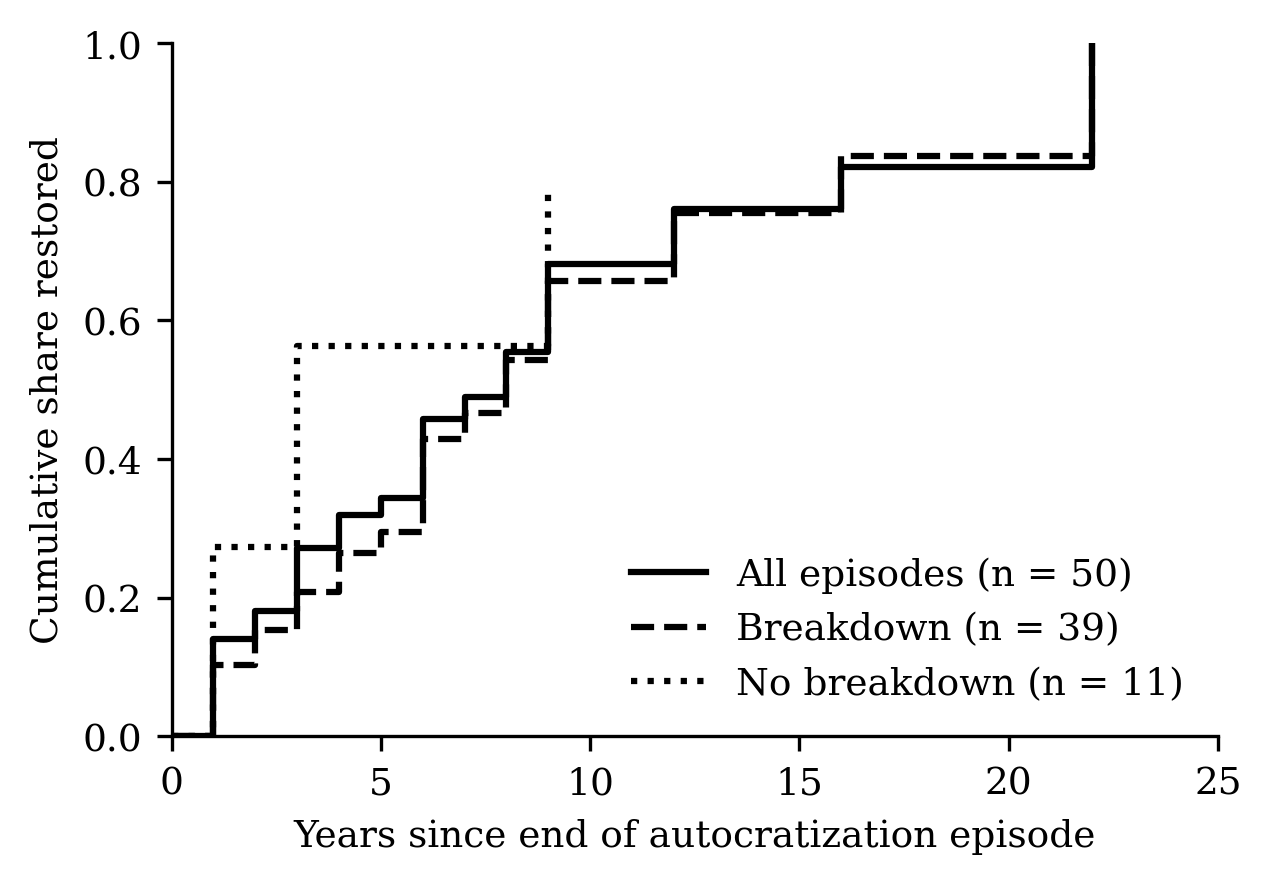 Cumulative share restored
1.0
0.8
0.6
0.4
0.2
0.0
All episodes (n = 50)
Breakdown (n = 39)
No breakdown (n = 11)
0 5 10 15 20 25
Years since end of autocratization episode